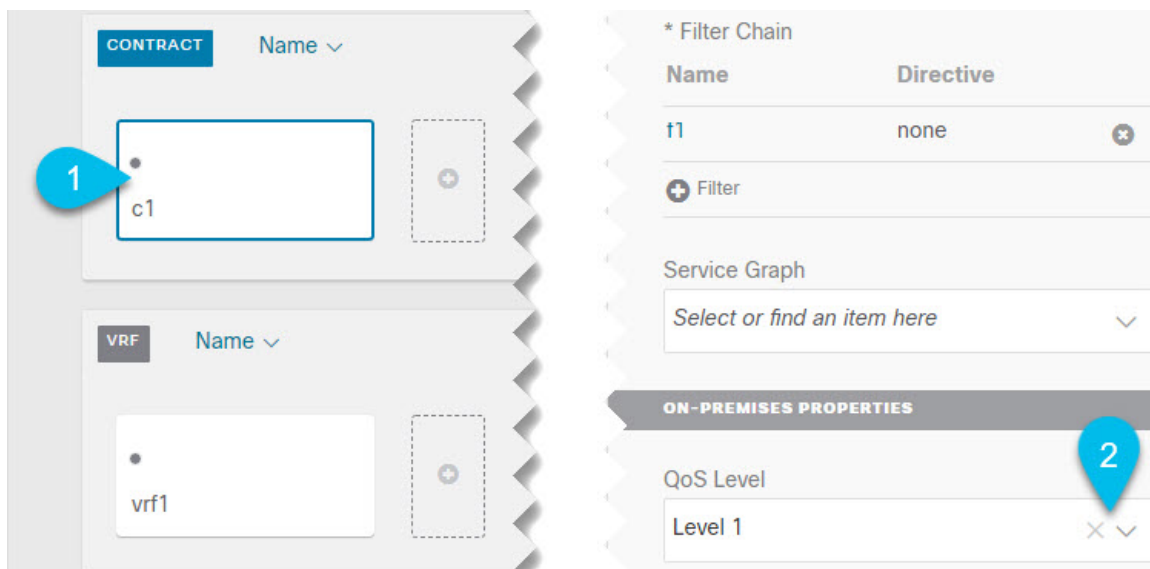 CONTRACT Name
1
c1
VRF Name
vrf1
* Filter Chain
Name Directive
f1 none
Filter
Service Graph
Select or find an item here
ON-PREMISES PROPERTIES
2
QoS Level
Level 1